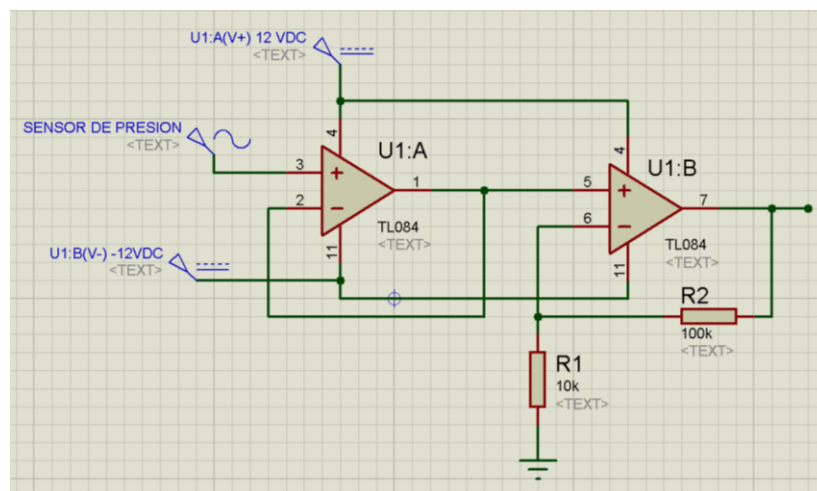 U1:A(V+) 12 VDC
<TEXT>
SENSOR DE PRESION
<TEXT>
4
3
2
1
11
U1:A
TL084
<TEXT>
U1:B(V-) -12VDC
<TEXT>
4
5
6
7
11
U1:B
TL084
<TEXT>
R2
100k
<TEXT>
R1
10k
<TEXT>